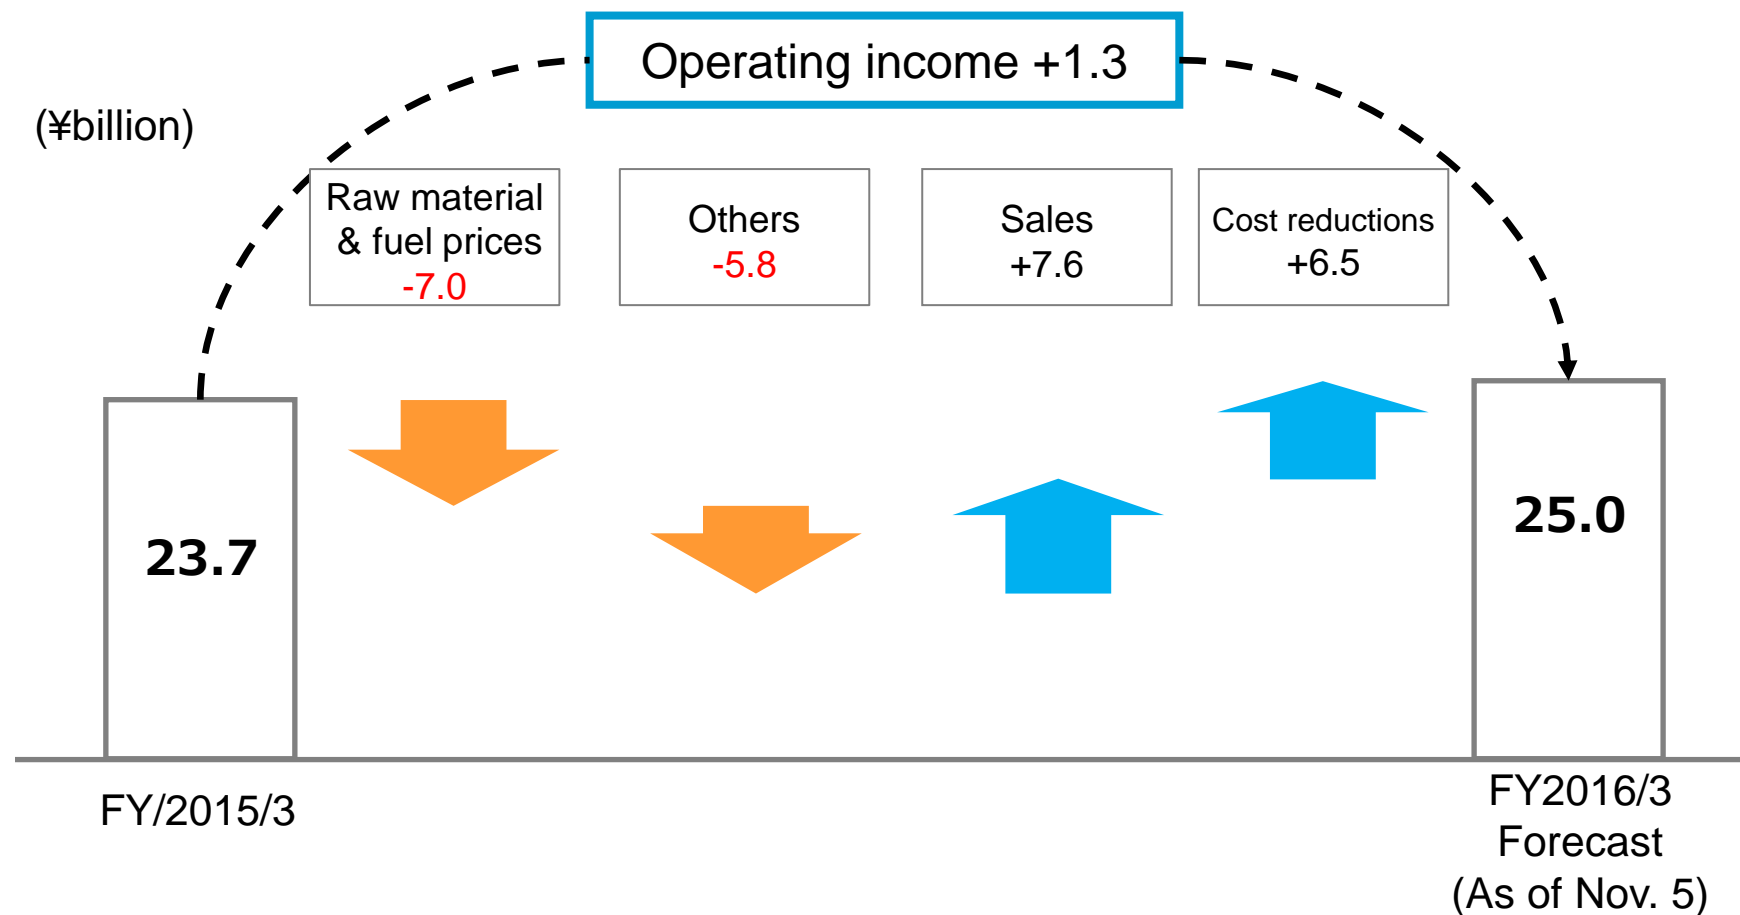 Operating income +1.3
(¥billion)
Raw material
& fuel prices
-7.0
Others
-5.8
Sales
+7.6
Cost reductions
+6.5
23.7
25.0
FY/2015/3
FY2016/3
Forecast
(As of Nov. 5)